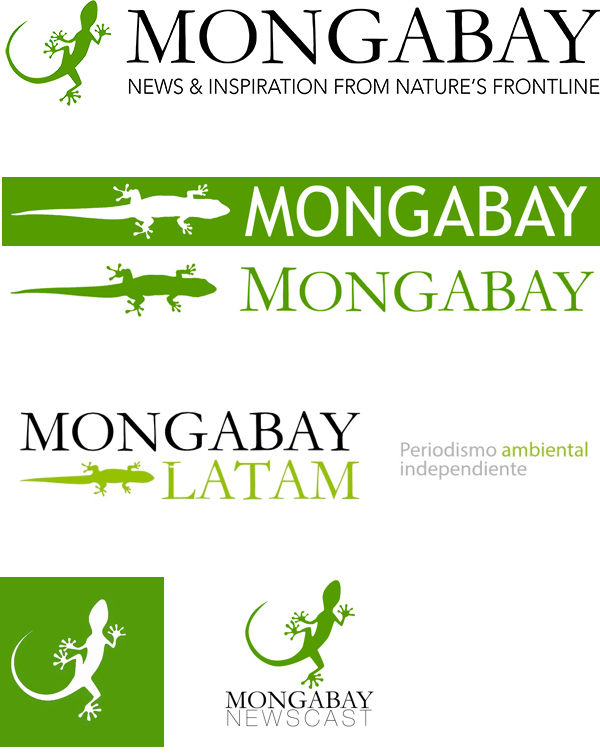 MONGABAY
NEWS & INSPIRATION FROM NATURE'S FRONTLINE
MONGABAY
MONGABAY
MONGABAY
LATAM
Periodismo ambiental
independiente
MONGABAY
NEWSCAST